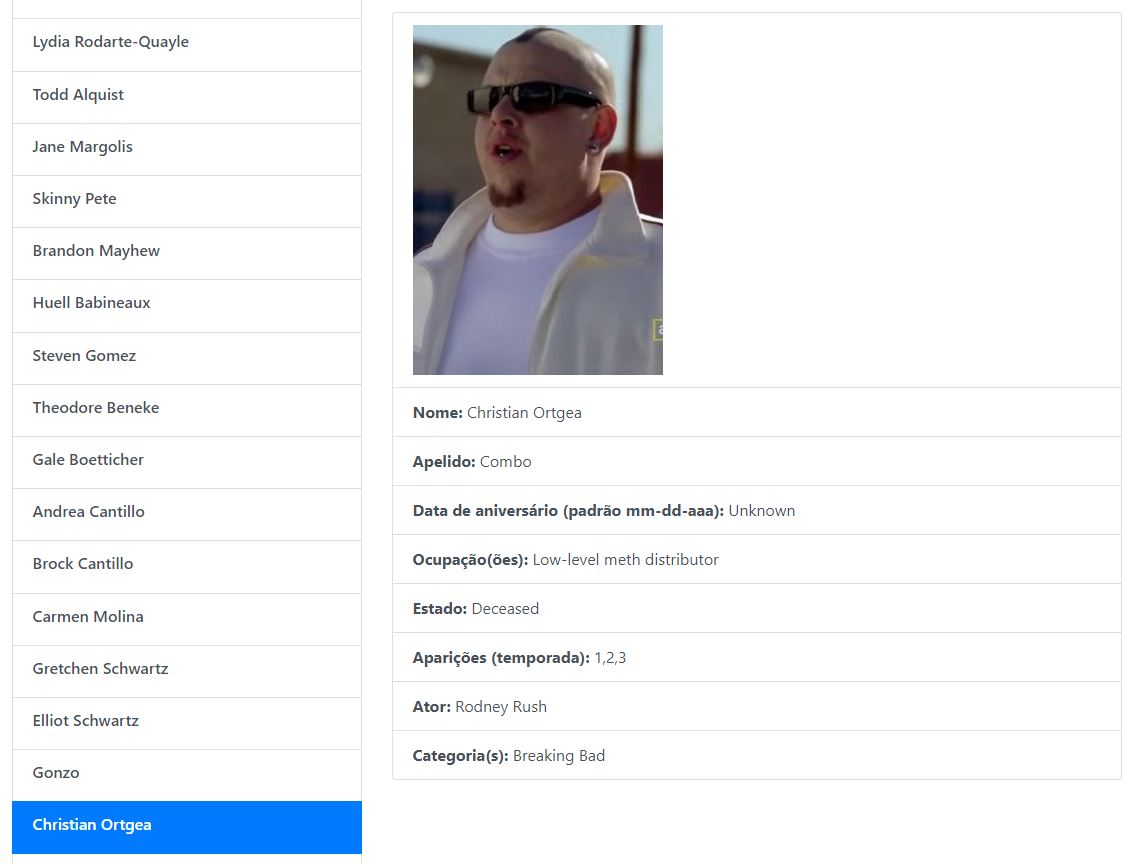 Lydia Rodarte-Quayle
Todd Alquist
Jane Margolis
Skinny Pete
Brandon Mayhew
Huell Babineaux
Steven Gomez
Theodore Beneke
Gale Boetticher
Andrea Cantillo
Brock Cantillo
Carmen Molina
Gretchen Schwartz
Elliot Schwartz
Gonzo
Christian Ortgea
Nome: Christian Ortgea
Apelido: Combo
Data de aniversário (padrão mm-dd-aaa): Unknown
Ocupação(ões): Low-level meth distributor
Estado: Deceased
Aparições (temporada): 1,2,3
Ator: Rodney Rush
Categoria(s): Breaking Bad